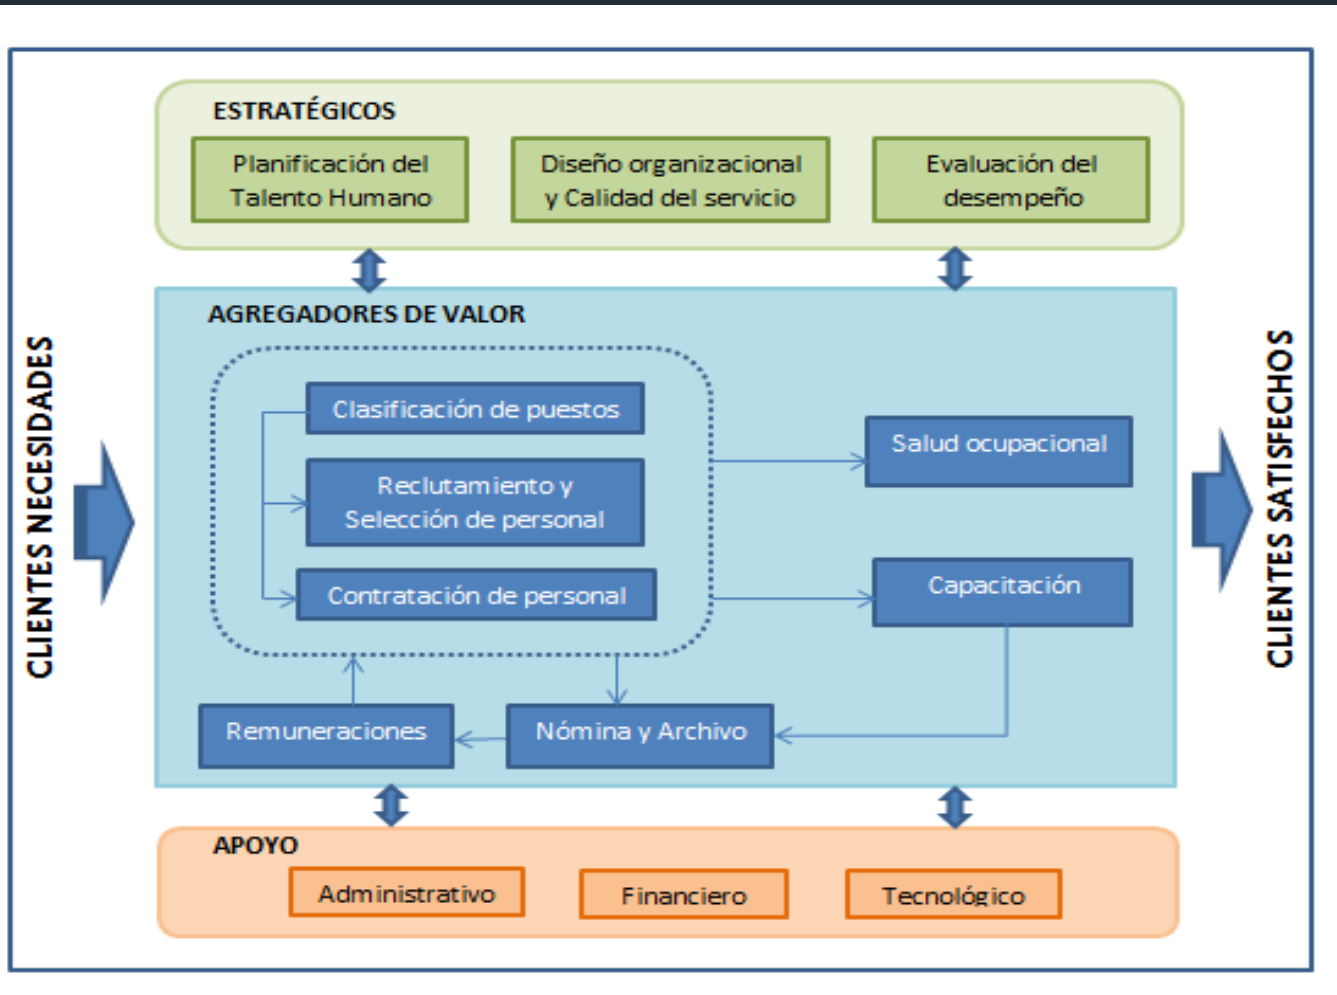 ESTRATÉGICOS
Planificación del
Talento Humano
Diseño organizacional
y Calidad del servicio
Evaluación del
desempeño
CLIENTES NECESIDADES
AGREGADORES DE VALOR
Clasificación de puestos
Reclutamiento y
Selección de personal
Contratación de personal
Salud ocupacional
Capacitación
Remuneraciones
Nómina y Archivo
CLIENTES SATISFECHOS
APOYO
Administrativo
Financiero
Tecnológico